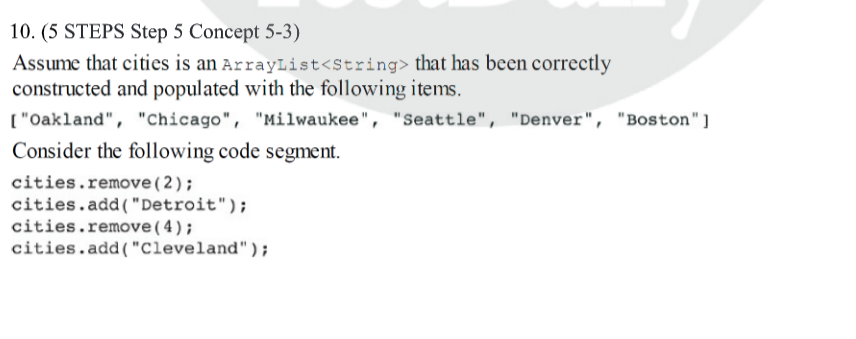 10. (5 STEPS Step 5 Concept 5-3)
Assume that cities is an ArrayList<String> that has been correctly
constructed and populated with the following items.
["Oakland", "Chicago", "Milwaukee", "Seattle", "Denver", "Boston"]
Consider the following code segment.
cities.remove(2);
cities.add("Detroit");
cities.remove(4);
cities.add("Cleveland");